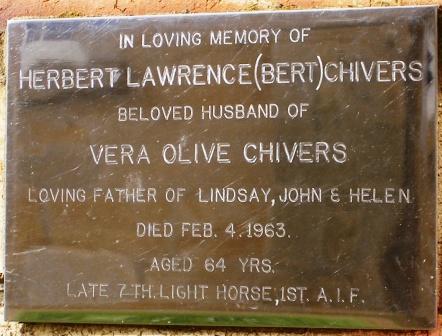 IN LOVING MEMORY OF
HERBERT LAWRENCE(BERT)CHIVERS
BELOVED HUSBAND OF
VERA OLIVE CHIVERS
LOVING FATHER OF LINDSAY, JOHN & HELEN
DIED FEB. 4. 1963.
AGED 64 YRS.
LATE 7TH. LIGHT HORSE, 1ST. A.I.F.